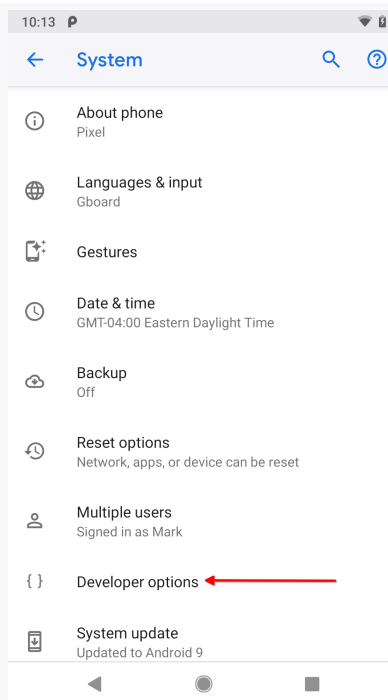 10:13
System
About phone
Pixel
Languages & input
Gboard
Gestures
Date & time
GMT-04:00 Eastern Daylight Time
Backup
Off
Reset options
Network, apps, or device can be reset
Multiple users
Signed in as Mark
{ } Developer options
System update
Updated to Android 9